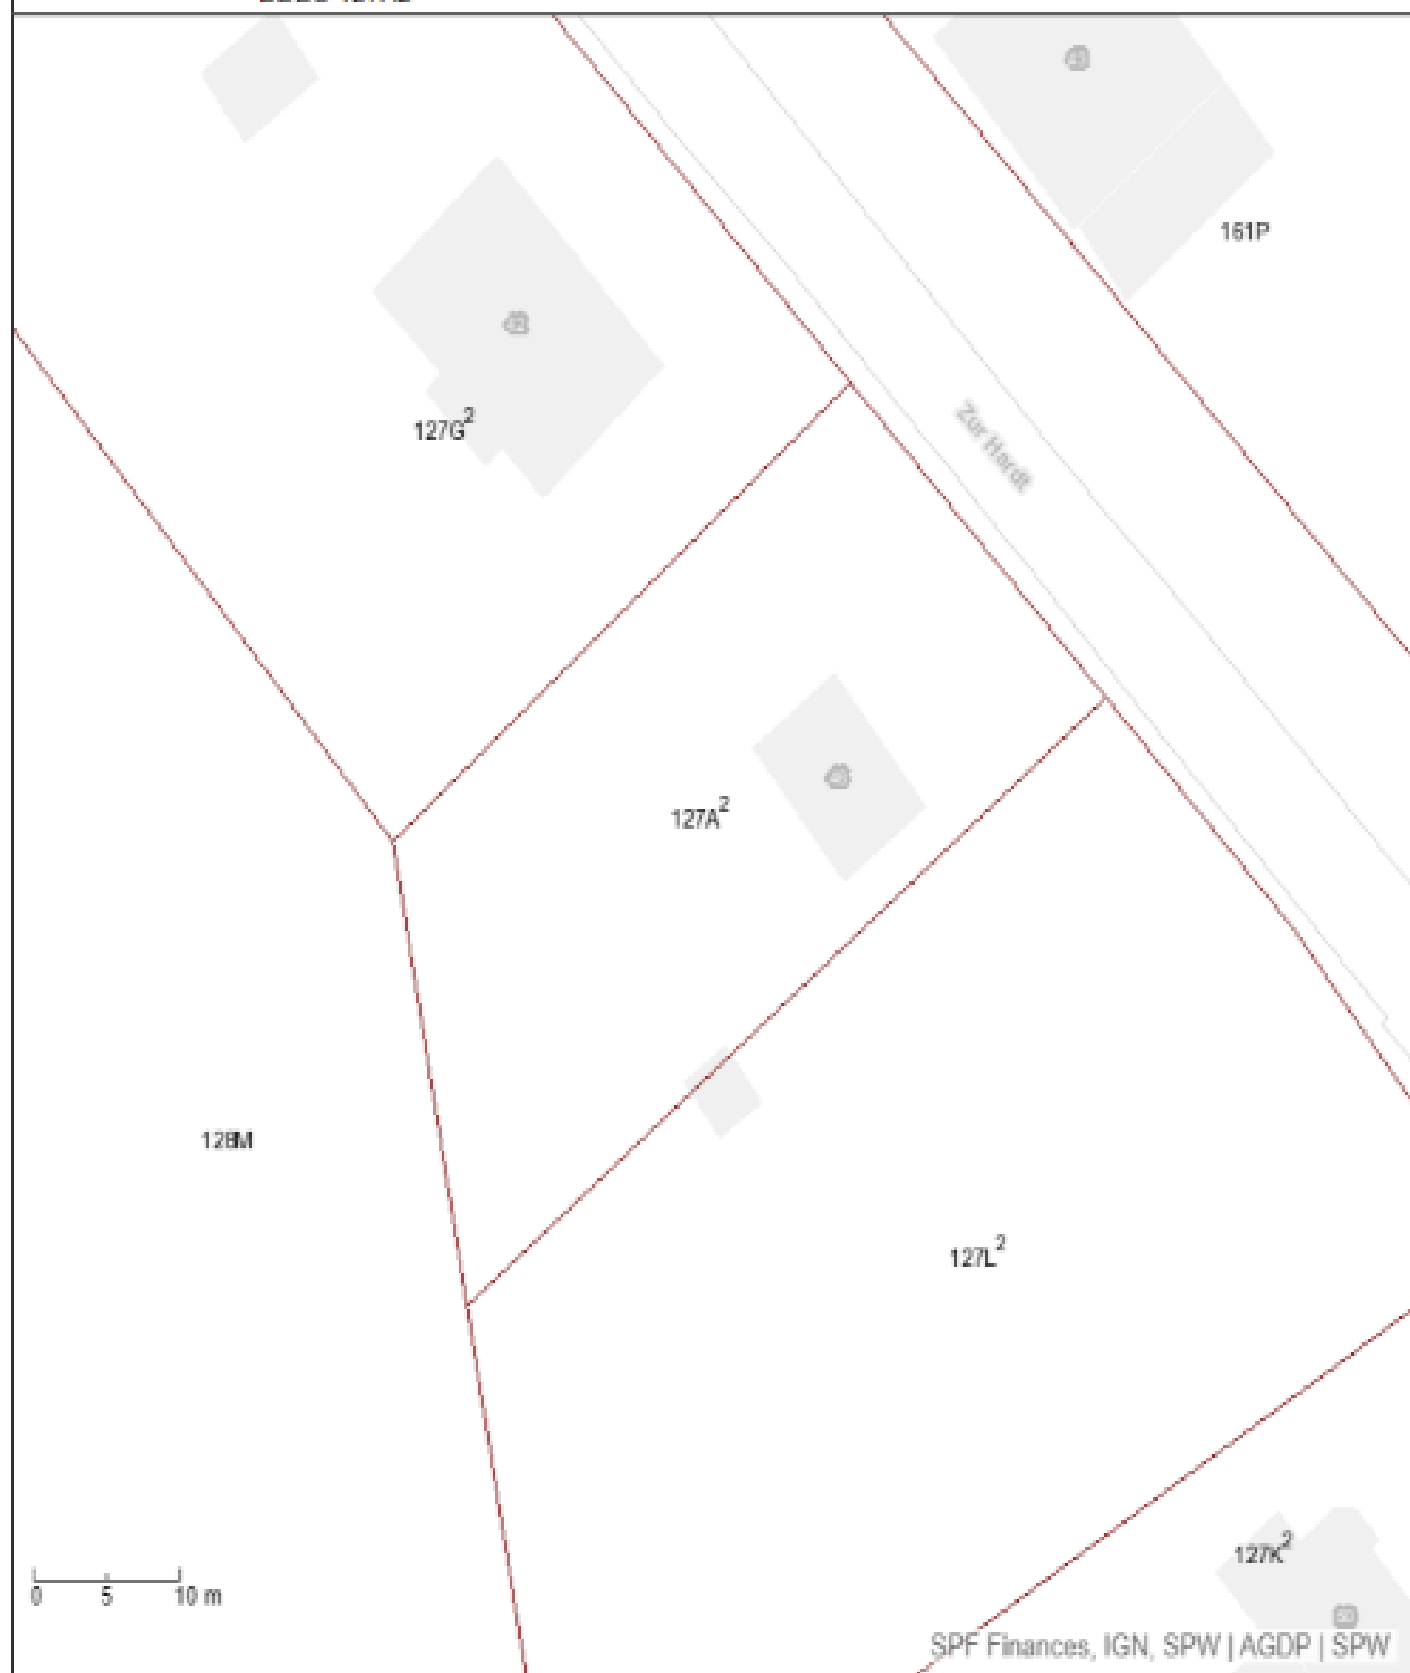 161P
127G²
Zur Hardt
127A²
128M
127L²
127K²
0 5 10 m
SPF Finances, IGN, SPW | AGDP | SPW